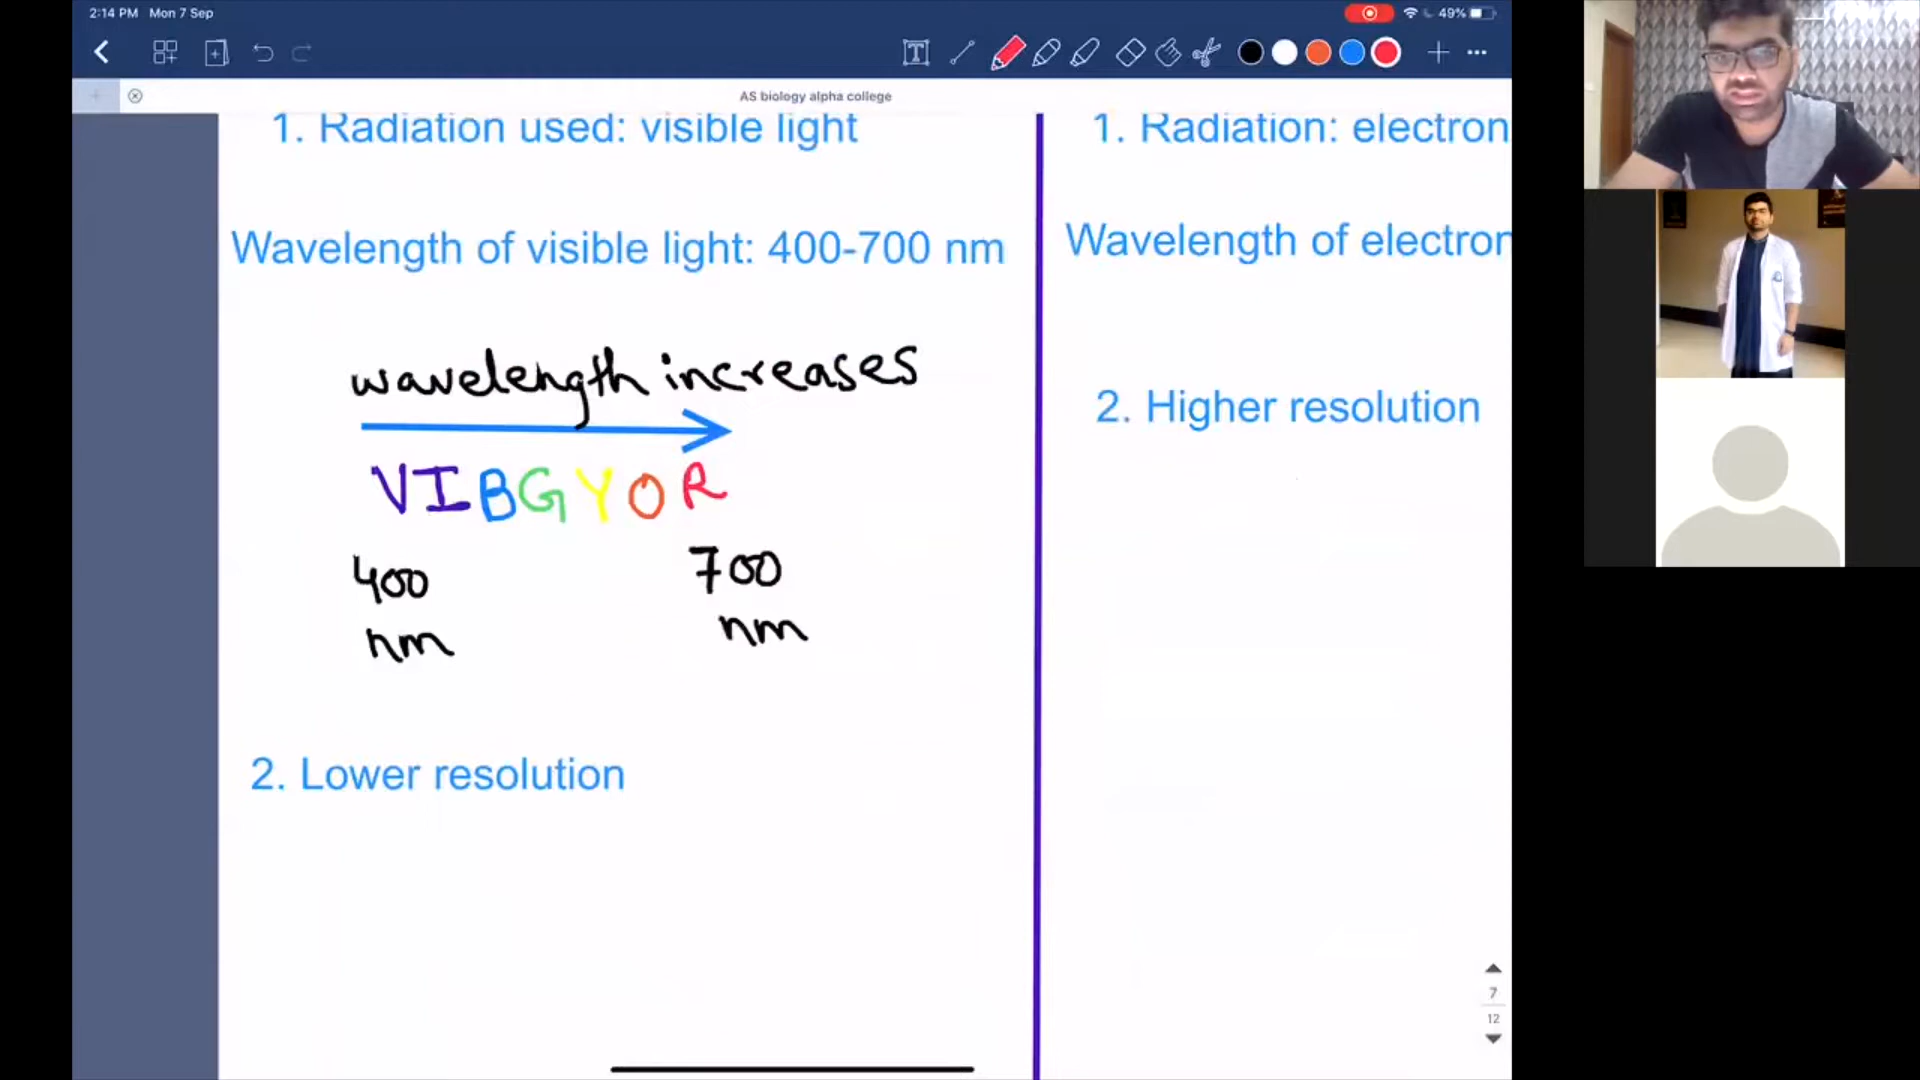 2:14 PM Mon 7 Sep
49%
AS biology alpha college
1. Radiation used: visible light
Wavelength of visible light: 400-700 nm
wavelength increases
VIBGYOR
400
nm
700
nm
2. Lower resolution
1. Radiation: electron
Wavelength of electron
2. Higher resolution
7
12